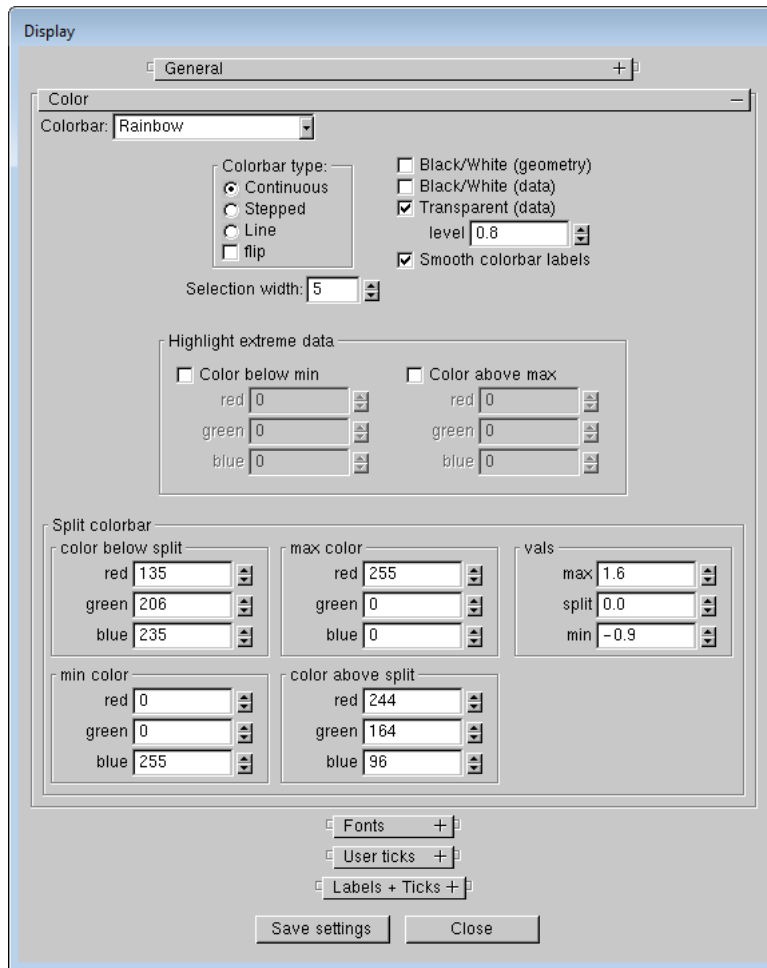 Display
General +
Color −
Colorbar: Rainbow
Colorbar type:
Continuous
Stepped
Line
flip
Black/White (geometry)
Black/White (data)
Transparent (data)
level 0.8
Smooth colorbar labels
Selection width: 5
Highlight extreme data
Color below min
red 0
green 0
blue 0
Color above max
red 0
green 0
blue 0
Split colorbar
color below split
red 135
green 206
blue 235
max color
red 255
green 0
blue 0
vals
max 1.6
split 0.0
min −0.9
min color
red 0
green 0
blue 255
color above split
red 244
green 164
blue 96
Fonts +
User ticks +
Labels + Ticks +
Save settings Close